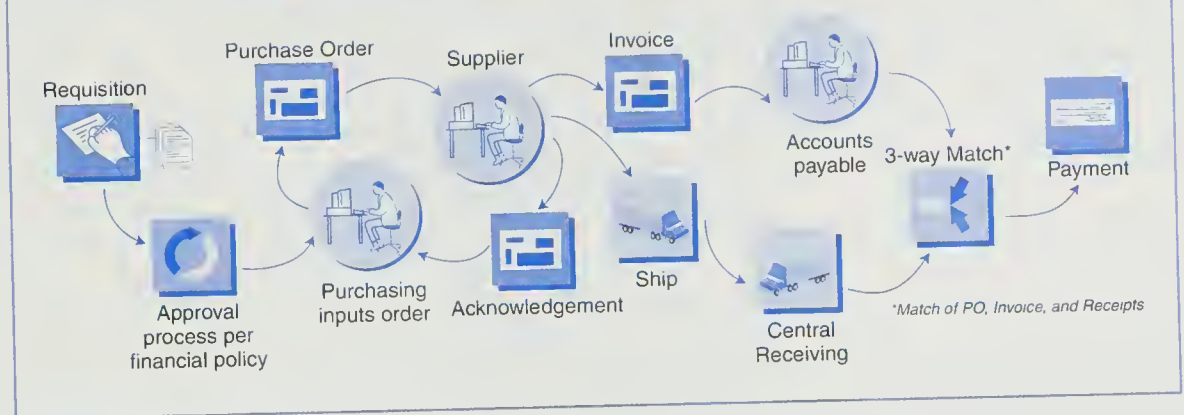 Requisition
Approval
process per
financial policy
Purchase Order
Purchasing
inputs order
Supplier
Acknowledgement
Invoice
Ship
Accounts
payable
Central
Receiving
3-way Match*
Payment
*Match of PO, Invoice, and Receipts